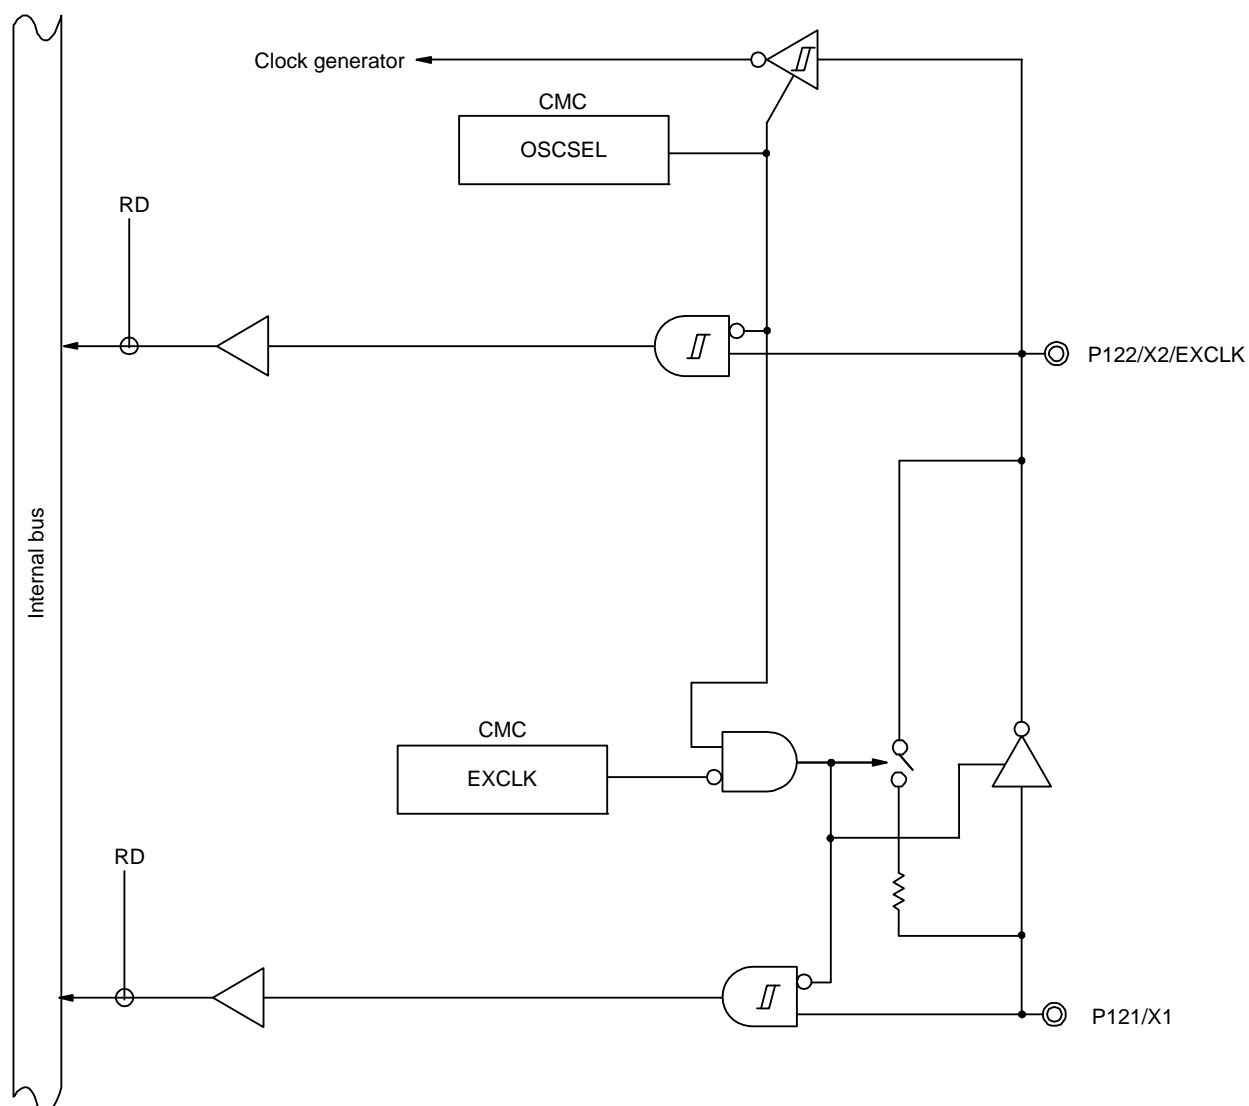 Clock generator
CMC
OSCSEL
RD
P122/X2/EXCLK
Internal bus
CMC
EXCLK
RD
P121/X1